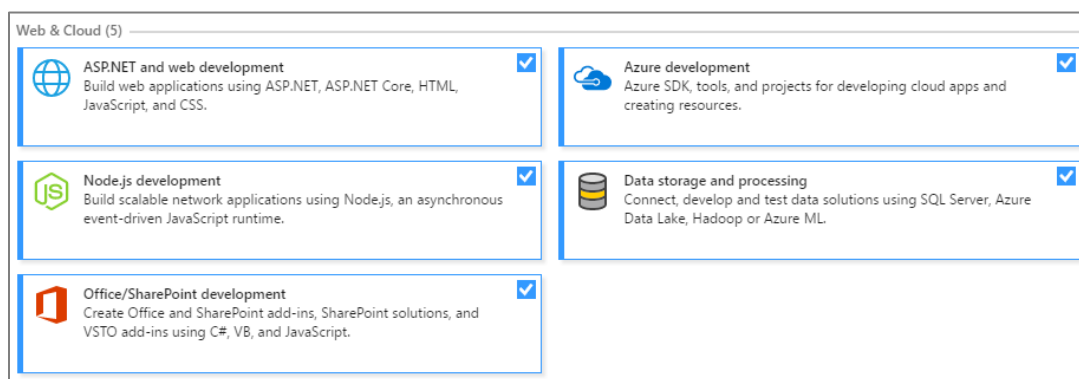 Web & Cloud (5)
ASP.NET and web development
Build web applications using ASP.NET, ASP.NET Core, HTML,
JavaScript, and CSS.
Azure development
Azure SDK, tools, and projects for developing cloud apps and
creating resources.
JS
Node.js development
Build scalable network applications using Node.js, an asynchronous
event-driven JavaScript runtime.
Data storage and processing
Connect, develop and test data solutions using SQL Server, Azure
Data Lake, Hadoop or Azure ML.
Office/SharePoint development
Create Office and SharePoint add-ins, SharePoint solutions, and
VSTO add-ins using C#, VB, and JavaScript.